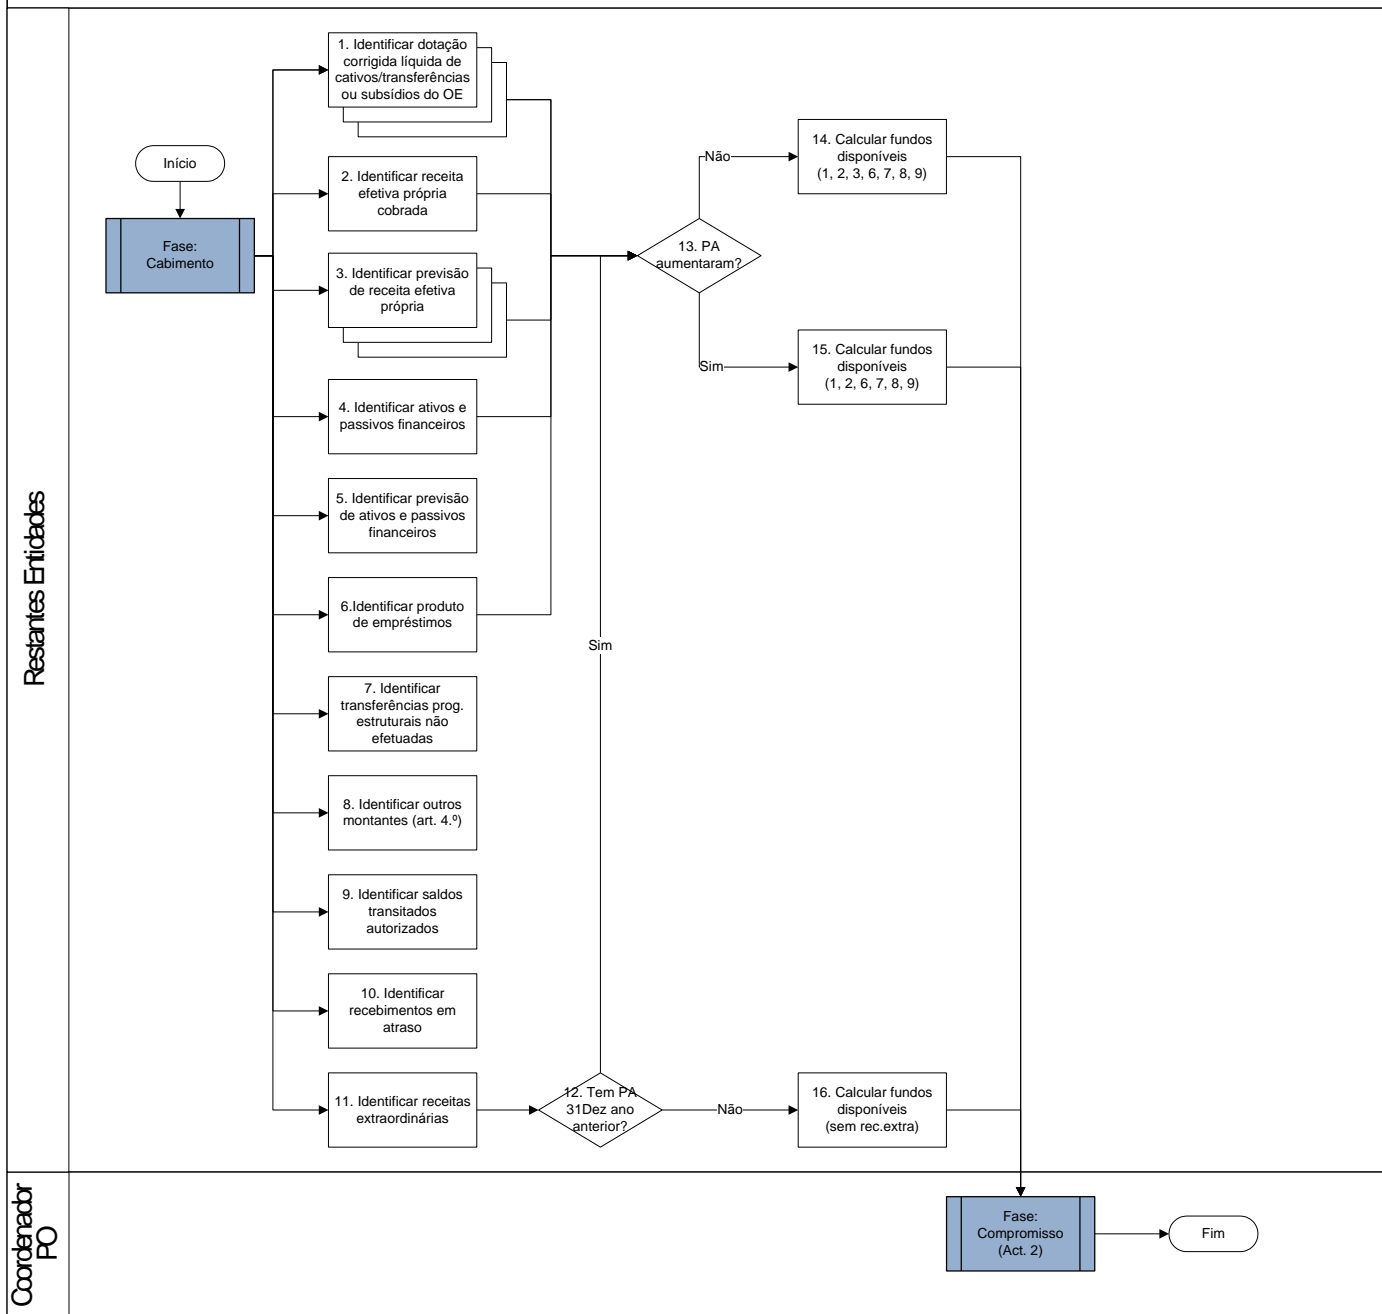 Restantes Entidades
Início
Fase:
Cabimento
1. Identificar dotação
corrigida líquida de
cativos/transferências
ou subsídios do OE
2. Identificar receita
efetiva própria
cobrada
3. Identificar previsão
de receita efetiva
própria
4. Identificar ativos e
passivos financeiros
5. Identificar previsão
de ativos e passivos
financeiros
6.Identificar produto
de empréstimos
7. Identificar
transferências prog.
estruturais não
efetuadas
8. Identificar outros
montantes (art. 4.º)
9. Identificar saldos
transitados
autorizados
10. Identificar
recebimentos em
atraso
11. Identificar receitas
extraordinárias
12. Tem PA
31Dez ano
anterior?
Sim
Não
13. PA
aumentaram?
Não
Sim
14. Calcular fundos
disponíveis
(1, 2, 3, 6, 7, 8, 9)
15. Calcular fundos
disponíveis
(1, 2, 6, 7, 8, 9)
16. Calcular fundos
disponíveis
(sem rec.extra)
Coordenador
PO
Fase:
Compromisso
(Act. 2)
Fim